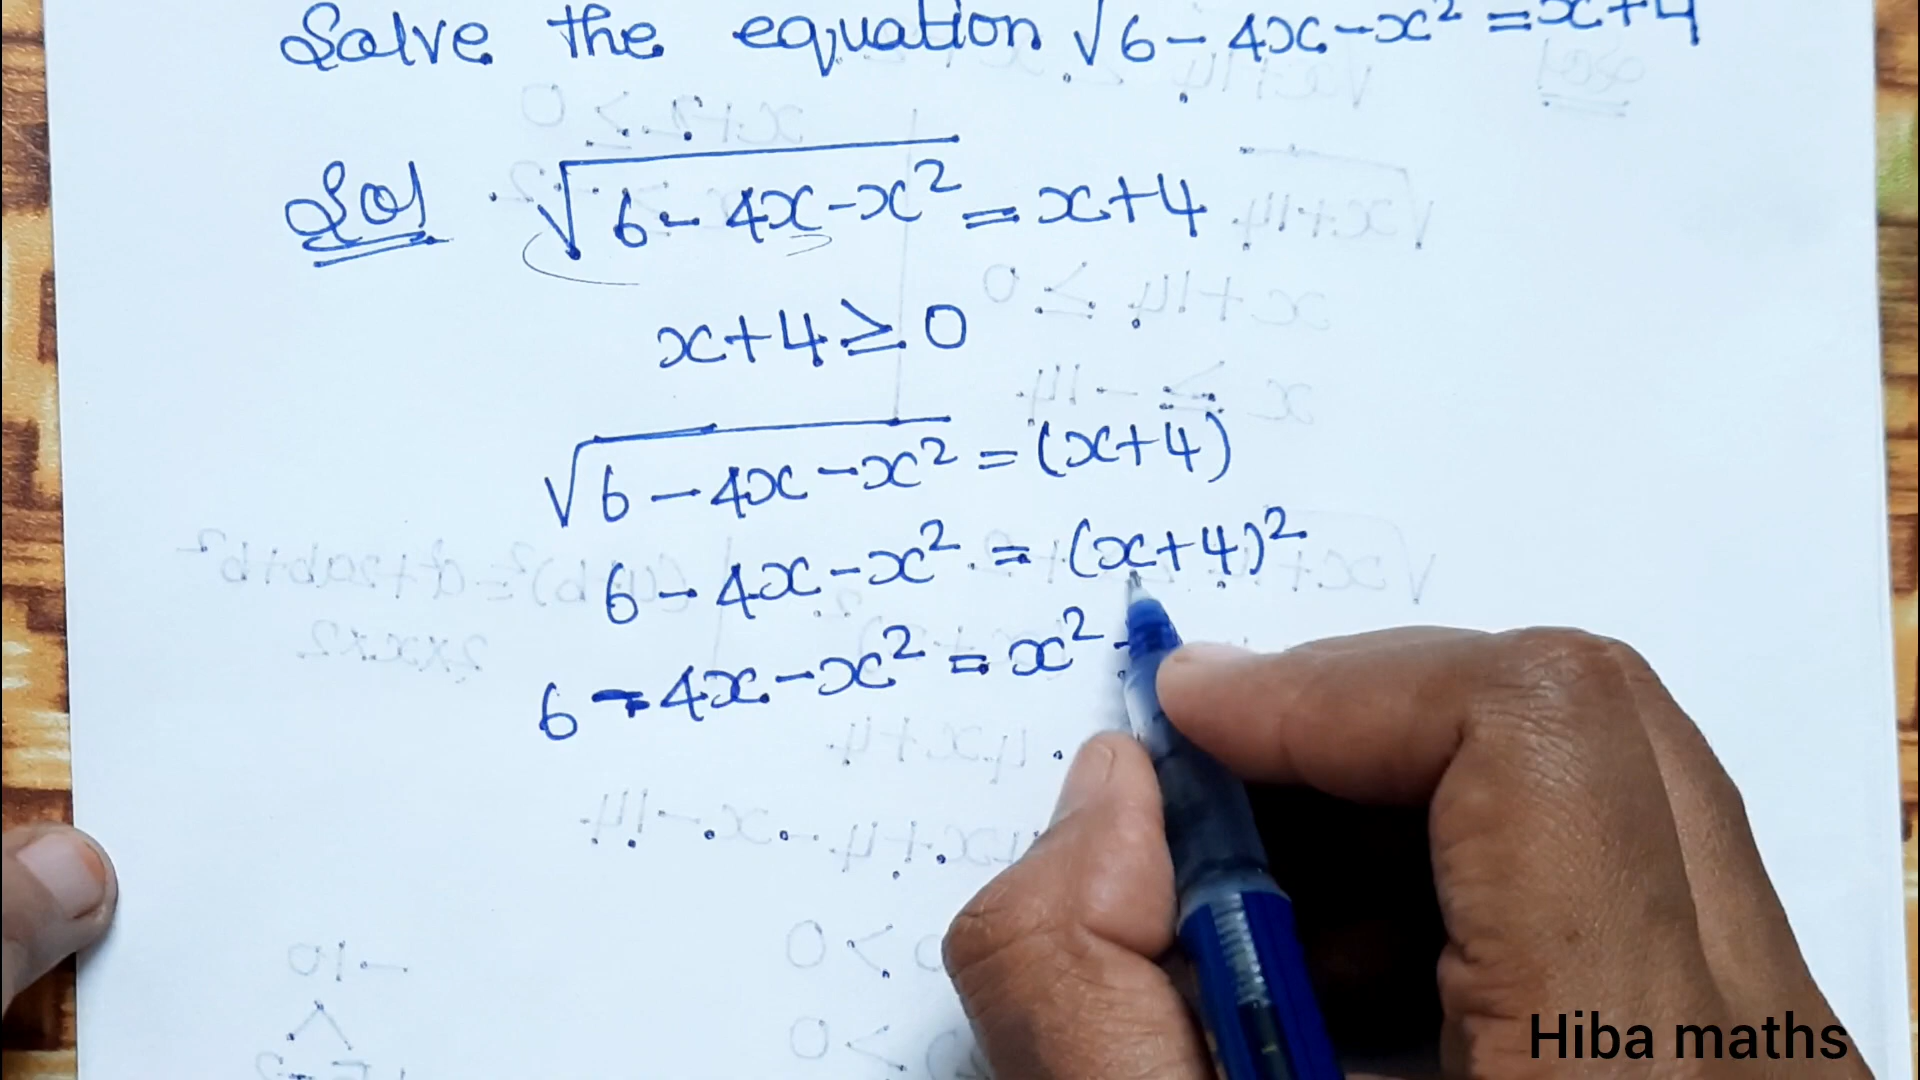 Solve the equation √6 - 4x - x² = x+4
Sol √6 - 4x - x² = x+4
x+4 ≥ 0
√6 - 4x - x² = (x+4)
6 - 4x - x² = (x+4)²
6 - 4x - x² = x²
Hiba maths